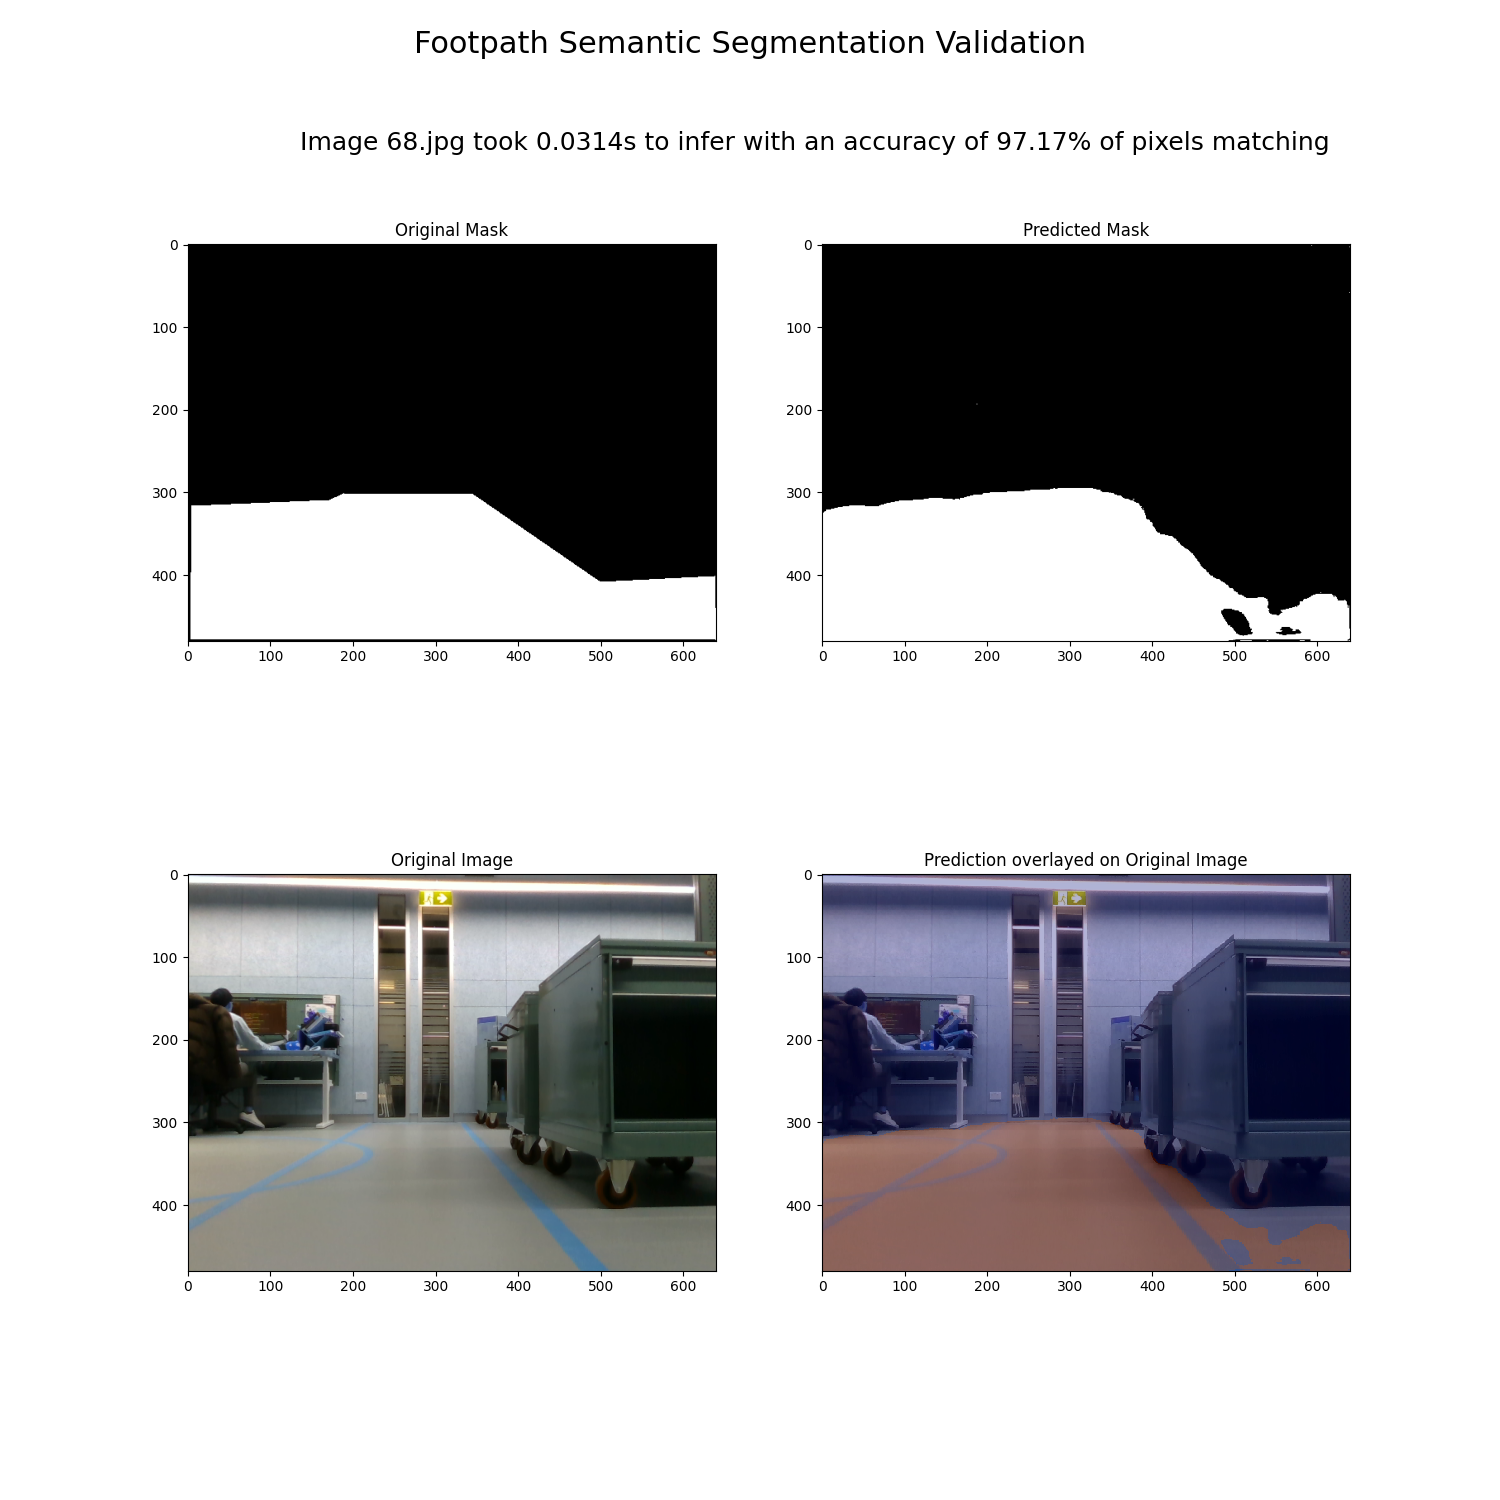 Footpath Semantic Segmentation Validation
Image 68.jpg took 0.0314s to infer with an accuracy of 97.17% of pixels matching
Original Mask
0
100
200
300
400
0 100 200 300 400 500 600
Predicted Mask
0
100
200
300
400
0 100 200 300 400 500 600
Original Image
0
100
200
300
400
0 100 200 300 400 500 600
Prediction overlayed on Original Image
0
100
200
300
400
0 100 200 300 400 500 600